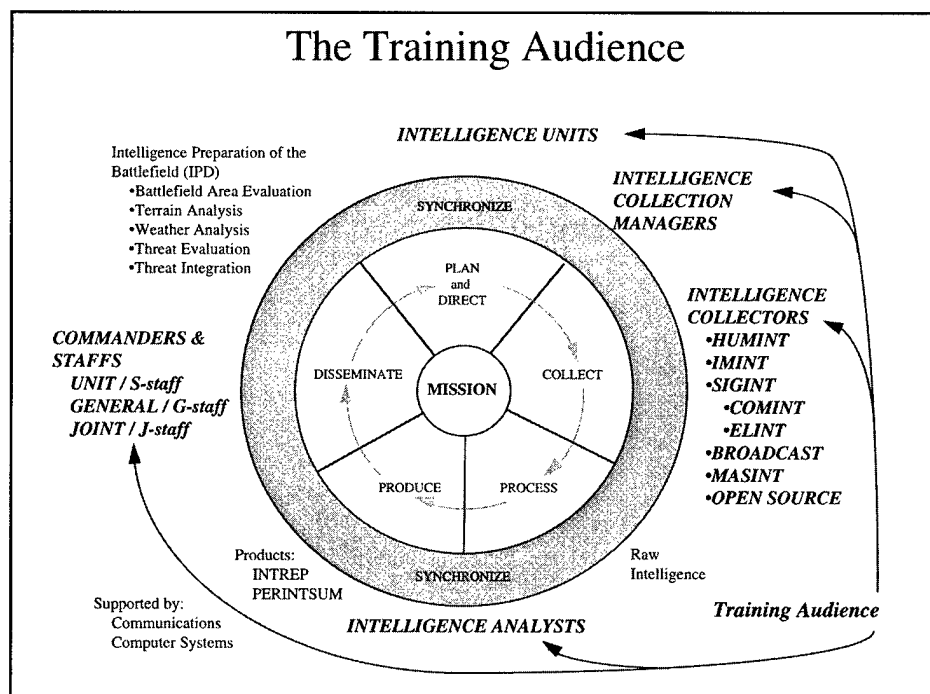 The Training Audience
INTELLIGENCE UNITS
Intelligence Preparation of the
Battlefield (IPD)
•Battlefield Area Evaluation
•Terrain Analysis
•Weather Analysis
•Threat Evaluation
•Threat Integration
INTELLIGENCE
COLLECTION
MANAGERS
SYNCHRONIZE
PLAN
and
DIRECT
INTELLIGENCE
COLLECTORS
•HUMINT
•IMINT
•SIGINT
•COMINT
•ELINT
•BROADCAST
•MASINT
•OPEN SOURCE
COMMANDERS &
STAFFS
UNIT / S-staff
GENERAL / G-staff
JOINT / J-staff
DISSEMINATE
MISSION
COLLECT
PRODUCE
PROCESS
Products:
INTREP
PERINTSUM
SYNCHRONIZE
Raw
Intelligence
Supported by:
Communications
Computer Systems
INTELLIGENCE ANALYSTS
Training Audience